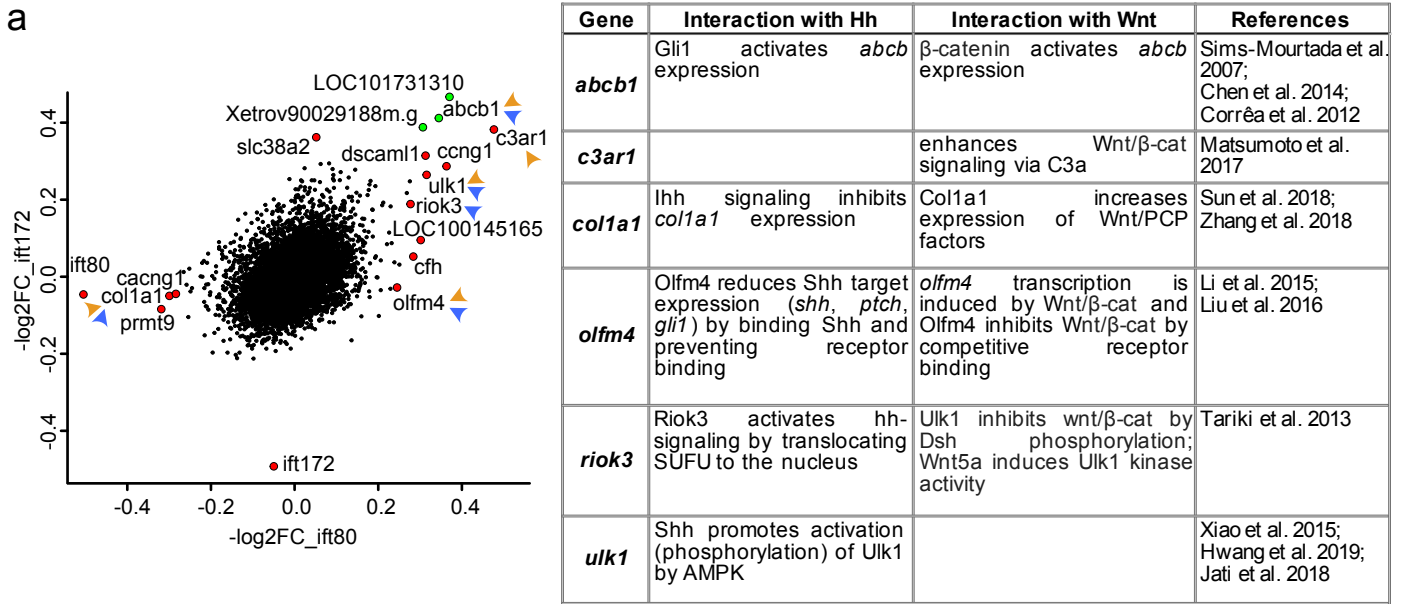 a
LOC101731310
Xetrov90029188m.g
abcb1
slc38a2
c3ar1
dscaml1
ccng1
ulk1
riok3
LOC100145165
cfh
olfm4
ift80
cacng1
col1a1
prmt9
ift172
-log2FC_ift172
0.4
0.2
0.0
-0.2
-0.4
-0.4
-0.2
0.0
0.2
0.4
-log2FC_ift80
Gene Interaction with Hh Interaction with Wnt References
abcb1
Gli1 activates abcb
expression
β-catenin activates abcb
expression
Sims-Mourtada et al.
2007;
Chen et al. 2014;
Corrêa et al. 2012
c3ar1
enhances Wnt/β-cat
signaling via C3a
Matsumoto et al.
2017
col1a1
Ihh signaling inhibits
col1a1 expression
Col1a1 increases
expression of Wnt/PCP
factors
Sun et al. 2018;
Zhang et al. 2018
olfm4
Olfm4 reduces Shh target
expression (shh, ptch,
gli1) by binding Shh and
preventing receptor
binding
olfm4 transcription is
induced by Wnt/β-cat and
Olfm4 inhibits Wnt/β-cat by
competitive receptor
binding
Li et al. 2015;
Liu et al. 2016
riok3
Riok3 activates hh-
signaling by translocating
SUFU to the nucleus
Ulk1 inhibits wnt/β-cat by
Dsh phosphorylation;
Wnt5a induces Ulk1 kinase
activity
Tariki et al. 2013
ulk1
Shh promotes activation
(phosphorylation) of Ulk1
by AMPK
Xiao et al. 2015;
Hwang et al. 2019;
Jati et al. 2018